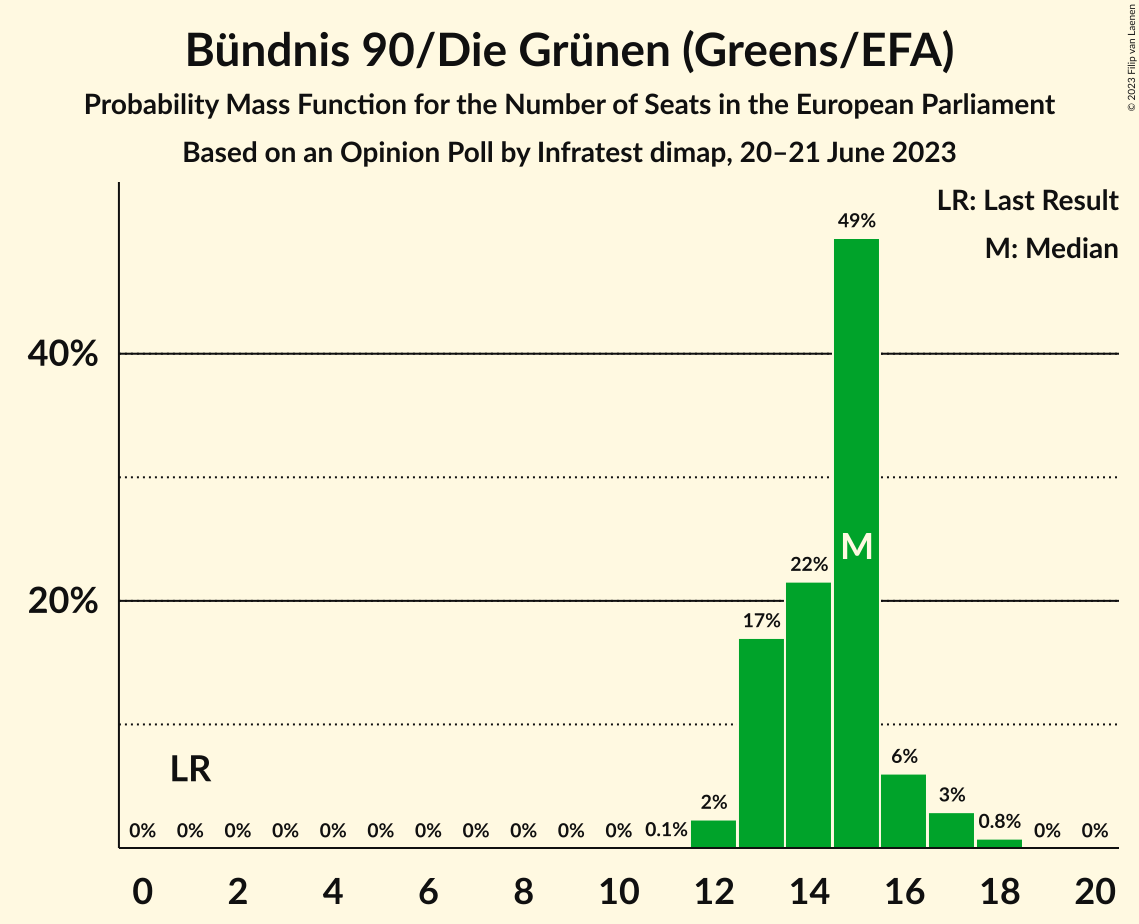 Bündnis 90/Die Grünen (Greens/EFA)
Probability Mass Function for the Number of Seats in the European Parliament
Based on an Opinion Poll by Infratest dimap, 20–21 June 2023
© 2023 Filip van Laenen
LR: Last Result
M: Median
49%
40%
M
22%
20%
17%
LR
6%
3%
2%
0.8%
0% 0% 0% 0% 0% 0% 0% 0% 0% 0% 0% 0.1% 0% 0%
0 2 4 6 8 10 12 14 16 18 20